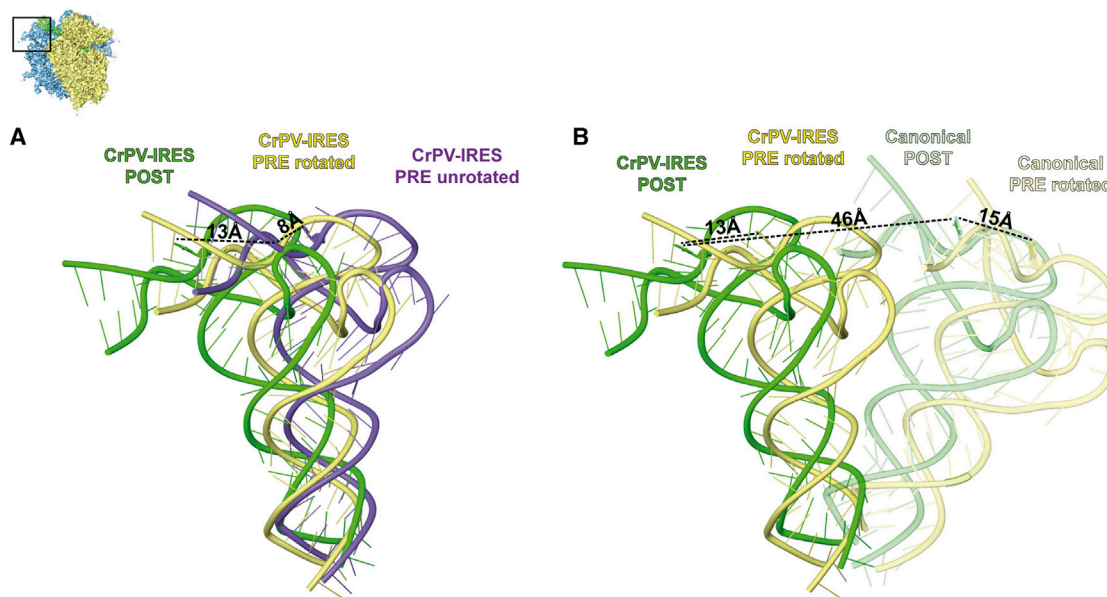 A
CrPV-IRES
POST
CrPV-IRES
PRE rotated
CrPV-IRES
PRE unrotated
13Å
8Å
B
CrPV-IRES
POST
CrPV-IRES
PRE rotated
Canonical
POST
Canonical
PRE rotated
13Å
46Å
15Å